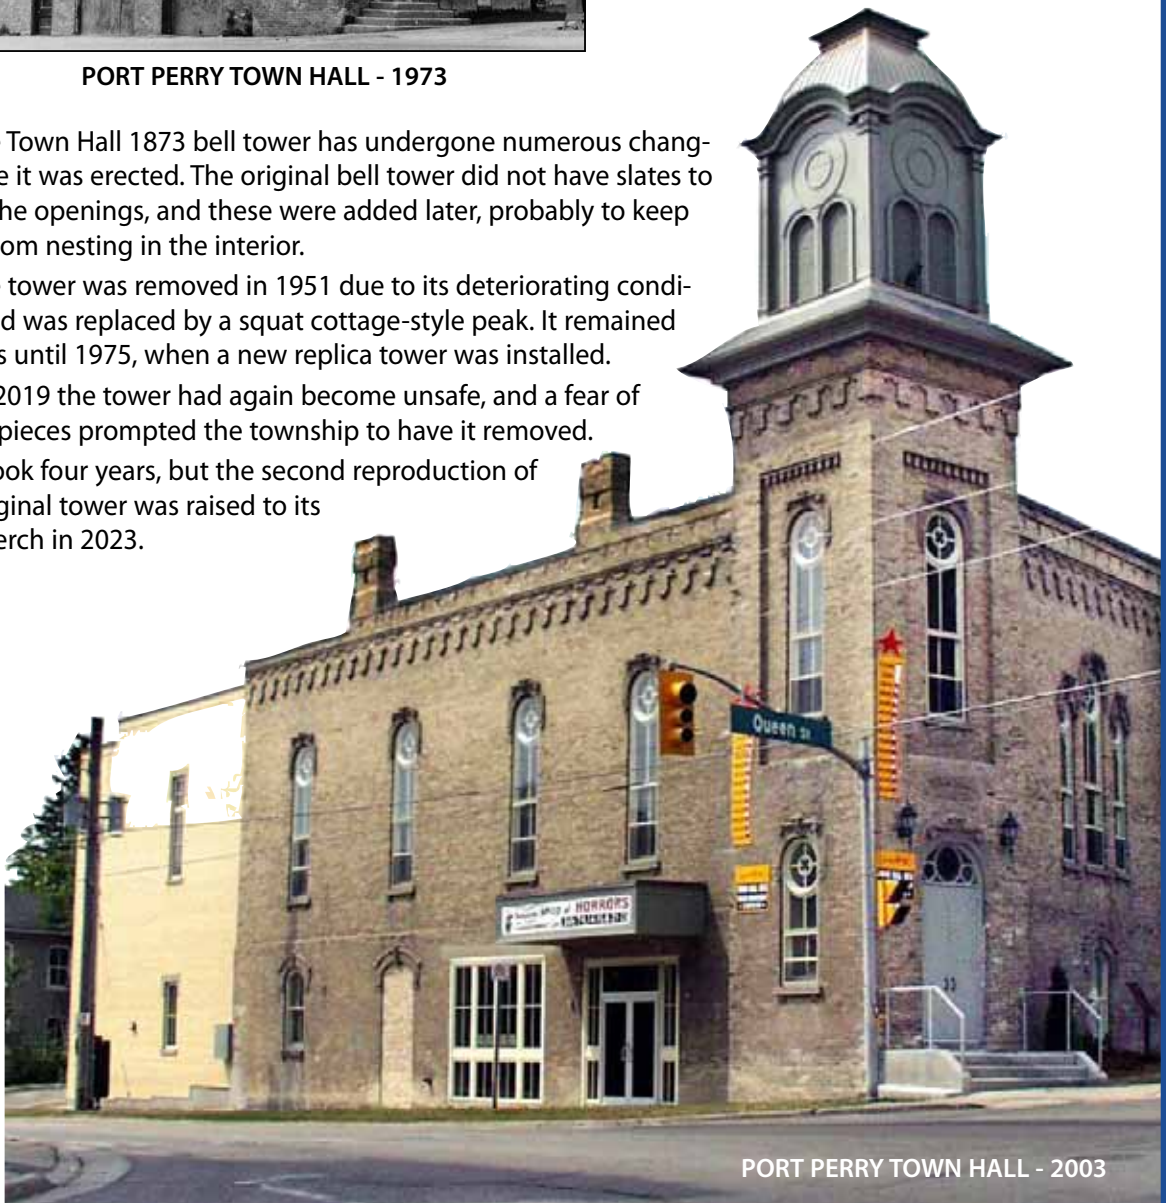 PORT PERRY TOWN HALL - 1973
Town Hall 1873 bell tower has undergone numerous chang-
e it was erected. The original bell tower did not have slates to
he openings, and these were added later, probably to keep
om nesting in the interior.
tower was removed in 1951 due to its deteriorating condi-
d was replaced by a squat cottage-style peak. It remained
s until 1975, when a new replica tower was installed.
2019 the tower had again become unsafe, and a fear of
pieces prompted the township to have it removed.
ook four years, but the second reproduction of
ginal tower was raised to its
erch in 2023.
Queen St
HORRORS
PORT PERRY TOWN HALL - 2003